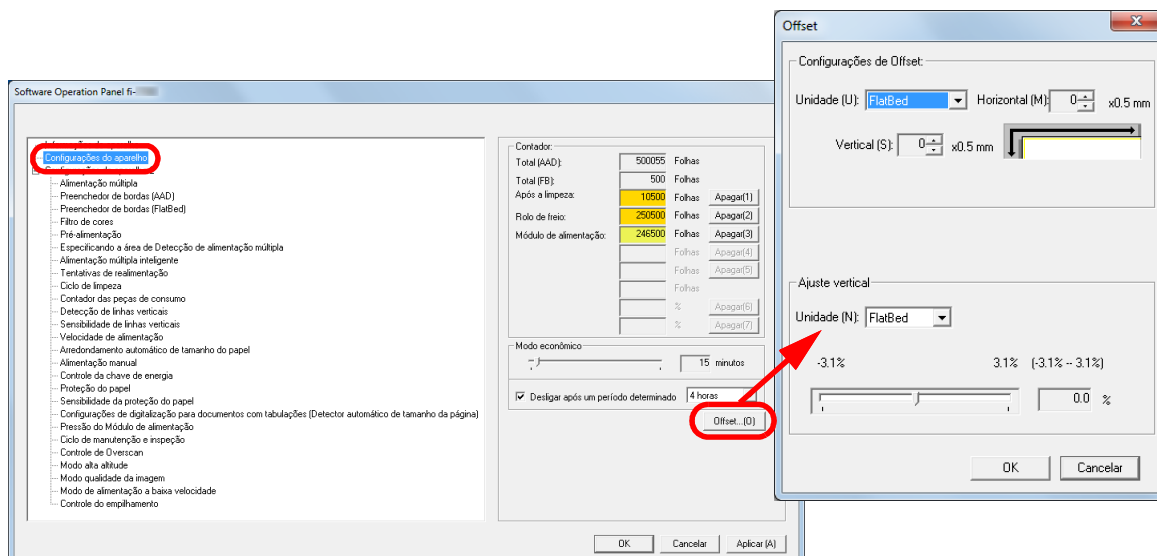 Software Operation Panel fi-
Configurações do aparelho
Alimentação múltipla
Preenchedor de bordas (AAD)
Preenchedor de bordas (FlatBed)
Filtro de cores
Pré-alimentação
Especificando a área de Detecção de alimentação múltipla
Alimentação múltipla inteligente
Tentativas de realimentação
Ciclo de limpeza
Contador das peças de consumo
Detecção de linhas verticais
Sensibilidade de linhas verticais
Velocidade de alimentação
Arredondamento automático de tamanho do papel
Alimentação manual
Controle da chave de energia
Proteção do papel
Sensibilidade da proteção do papel
Configurações de digitalização para documentos com tabulações (Detector automático de tamanho da página)
Pressão do Módulo de alimentação
Ciclo de manutenção e inspeção
Controle de Overscan
Modo alta altitude
Modo qualidade da imagem
Modo de alimentação a baixa velocidade
Controle do empilhamento
Contador:
Total (AAD): 500055 Folhas
Total (FB): 500 Folhas
Após a limpeza: 10500 Folhas Apagar(1)
Rolo de freio: 250500 Folhas Apagar(2)
Módulo de alimentação: 246500 Folhas Apagar(3)
Folhas Apagar(4)
Folhas Apagar(5)
Folhas
% Apagar(6)
% Apagar(7)
Modo econômico
15 minutos
Desligar após um período determinado 4 horas
Offset...(O)
OK Cancelar Aplicar (A)
Offset
Configurações de Offset:
Unidade (U): FlatBed Horizontal (M): 0 x0.5 mm
Vertical (S): 0 x0.5 mm
Ajuste vertical
Unidade (N): FlatBed
-3.1% 3.1% (-3.1% -- 3.1%)
0.0 %
OK Cancelar